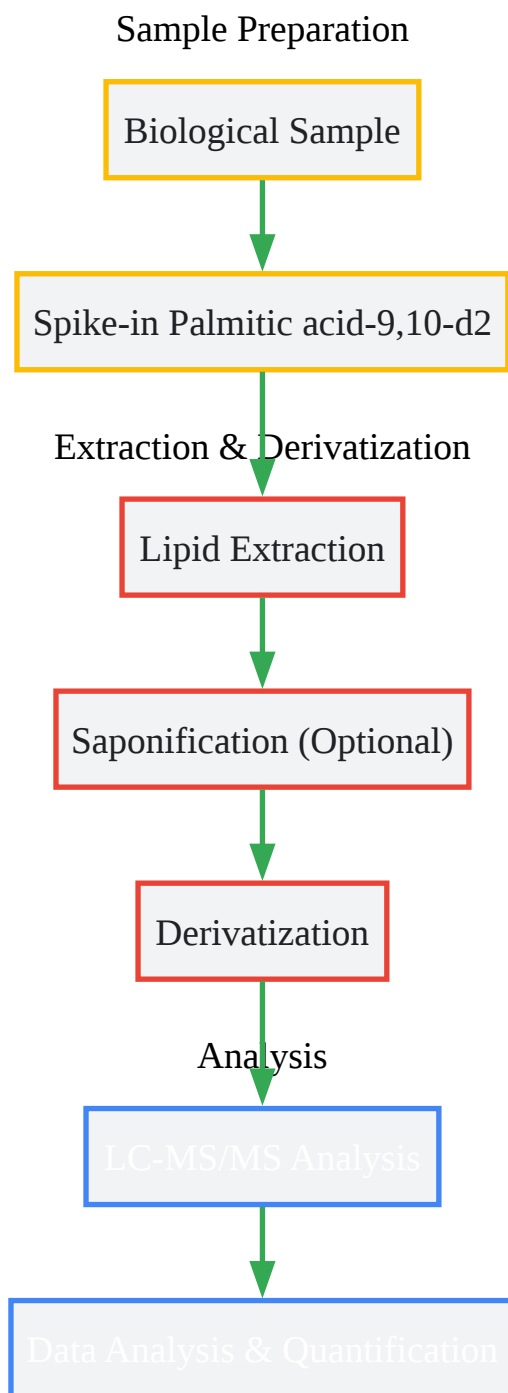 Sample Preparation
Biological Sample
Spike-in Palmitic acid-9,10-d2
Extraction & Derivatization
Lipid Extraction
Saponification (Optional)
Derivatization
Analysis
LC-MS/MS Analysis
Data Analysis & Quantification